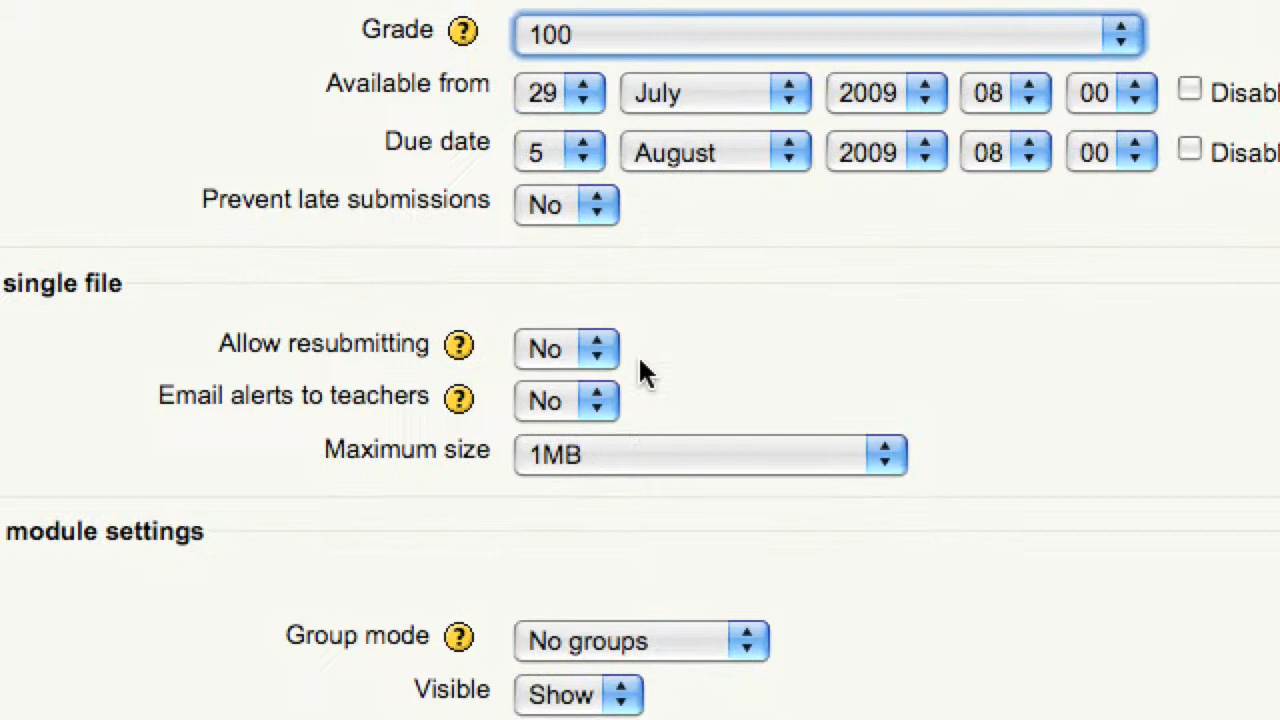 Grade ? 100
Available from 29 July 2009 08 00 Disabl
Due date 5 August 2009 08 00 Disabl
Prevent late submissions No
single file
Allow resubmitting ? No
Email alerts to teachers ? No
Maximum size 1MB
module settings
Group mode ? No groups
Visible Show